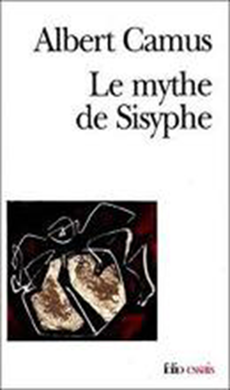 Albert Camus
Le mythe
de Sisyphe
folio essais